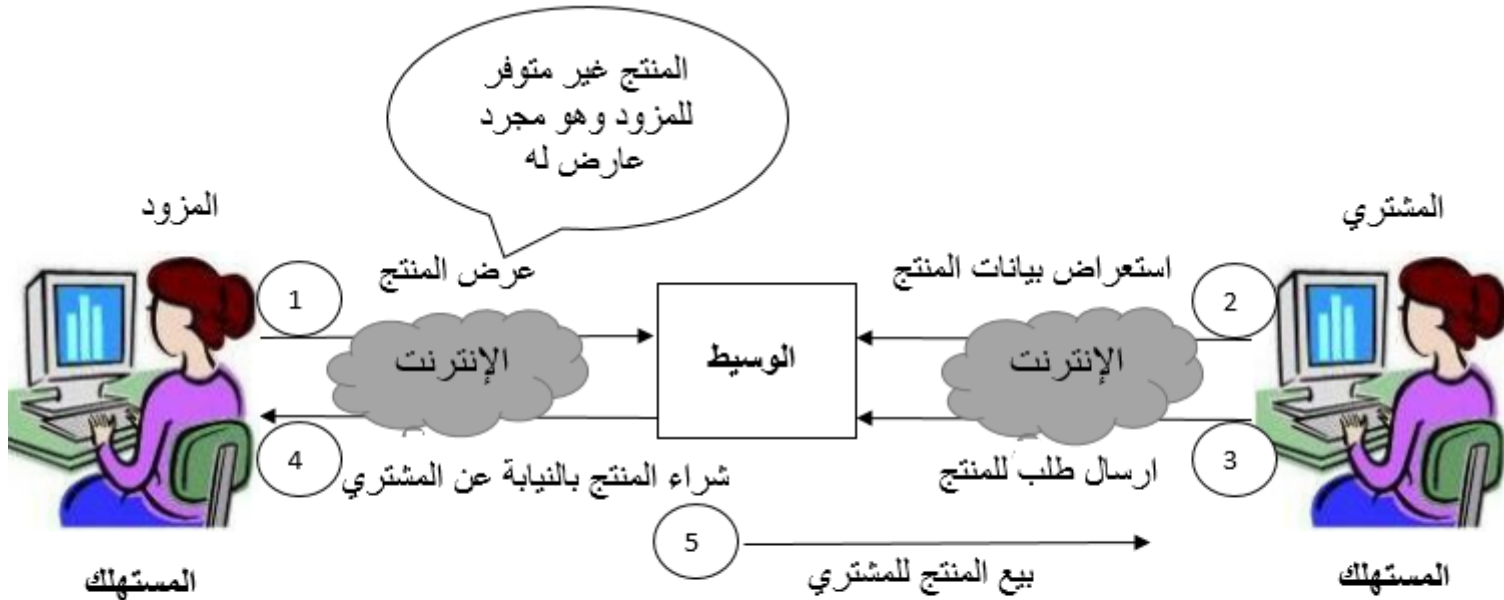 المنتج غير متوفر
للمزود وهو مجرد
عارض له
المشتري
المزود
استعراض بيانات المنتج
عرض المنتج
2
1
الإنترنت
الوسيط
الإنترنت
3
4
ارسال طلب للمنتج
شراء المنتج بالنيابة عن المشتري
5
بيع المنتج للمشتري
المستهلك
المستهلك